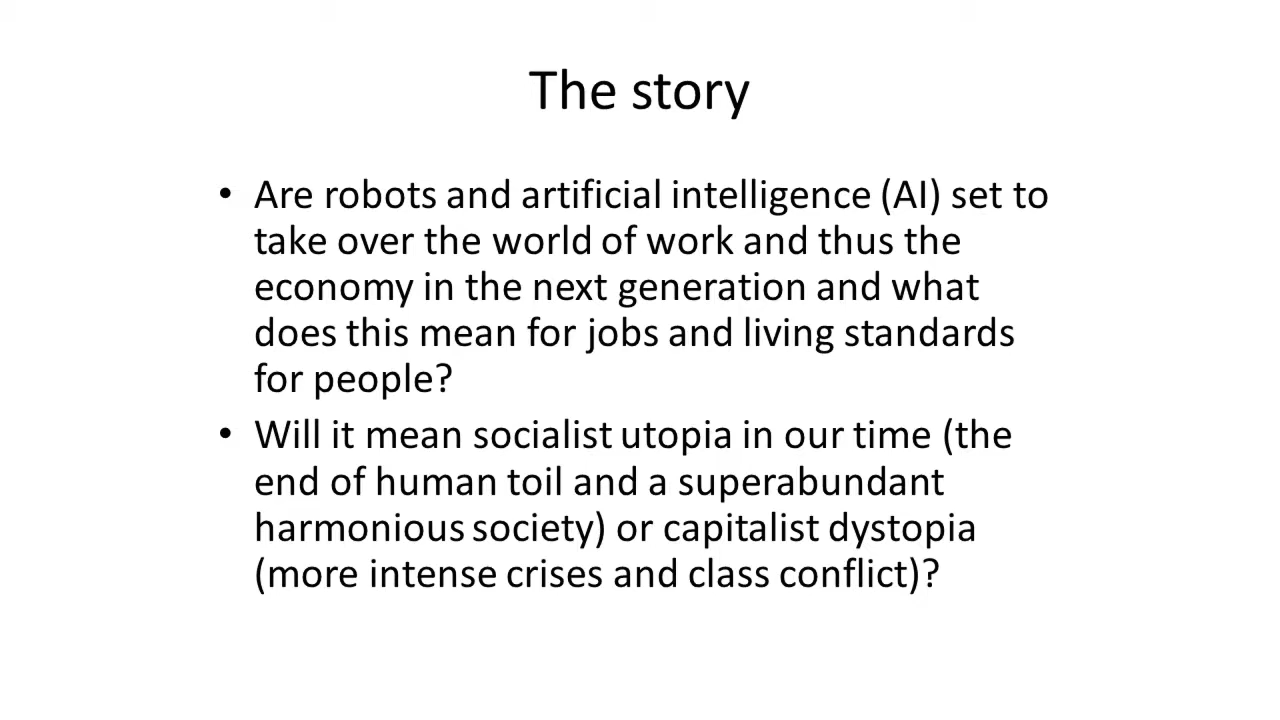 The story
• Are robots and artificial intelligence (AI) set to
take over the world of work and thus the
economy in the next generation and what
does this mean for jobs and living standards
for people?
• Will it mean socialist utopia in our time (the
end of human toil and a superabundant
harmonious society) or capitalist dystopia
(more intense crises and class conflict)?